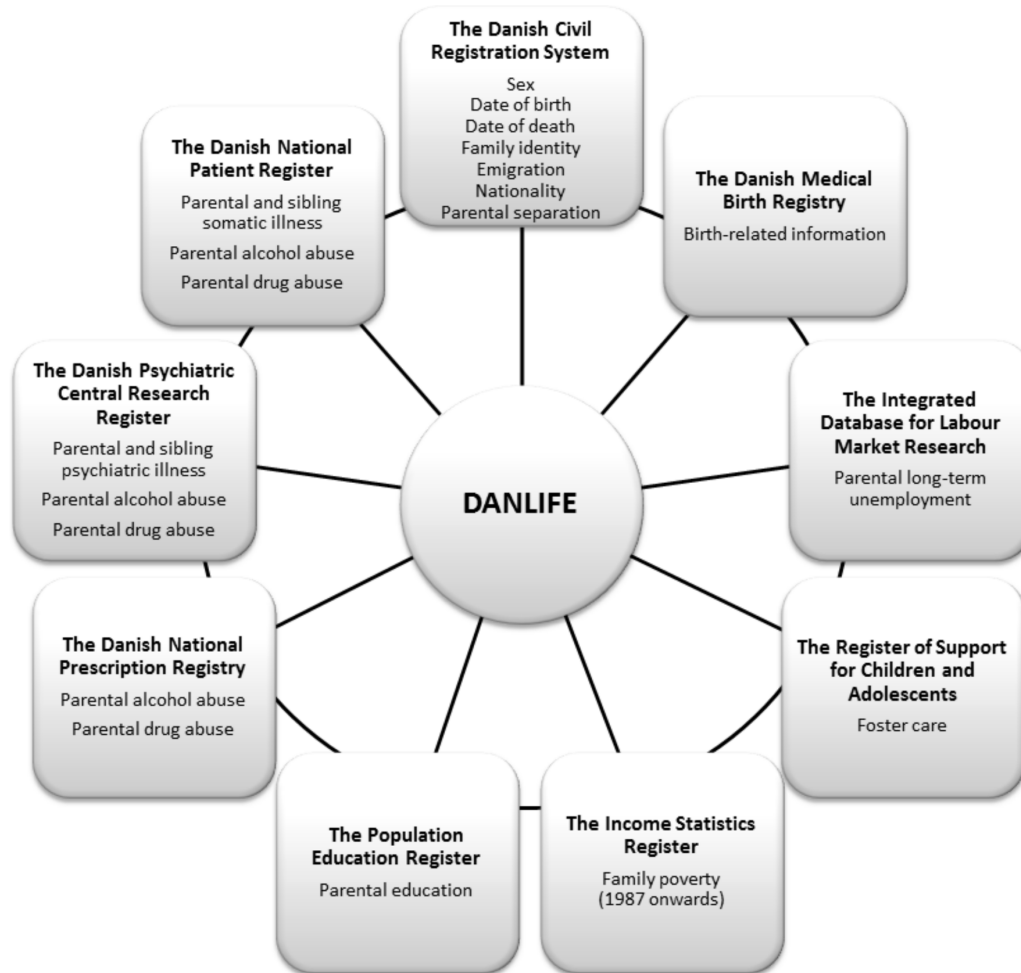 The Danish Civil
Registration System
Sex
Date of birth
Date of death
Family identity
Emigration
Nationality
Parental separation
The Danish Medical
Birth Registry
Birth-related information
The Integrated
Database for Labour
Market Research
Parental long-term
unemployment
The Register of Support
for Children and
Adolescents
Foster care
The Income Statistics
Register
Family poverty
(1987 onwards)
The Population
Education Register
Parental education
The Danish National
Prescription Registry
Parental alcohol abuse
Parental drug abuse
The Danish Psychiatric
Central Research
Register
Parental and sibling
psychiatric illness
Parental alcohol abuse
Parental drug abuse
The Danish National
Patient Register
Parental and sibling
somatic illness
Parental alcohol abuse
Parental drug abuse
DANLIFE